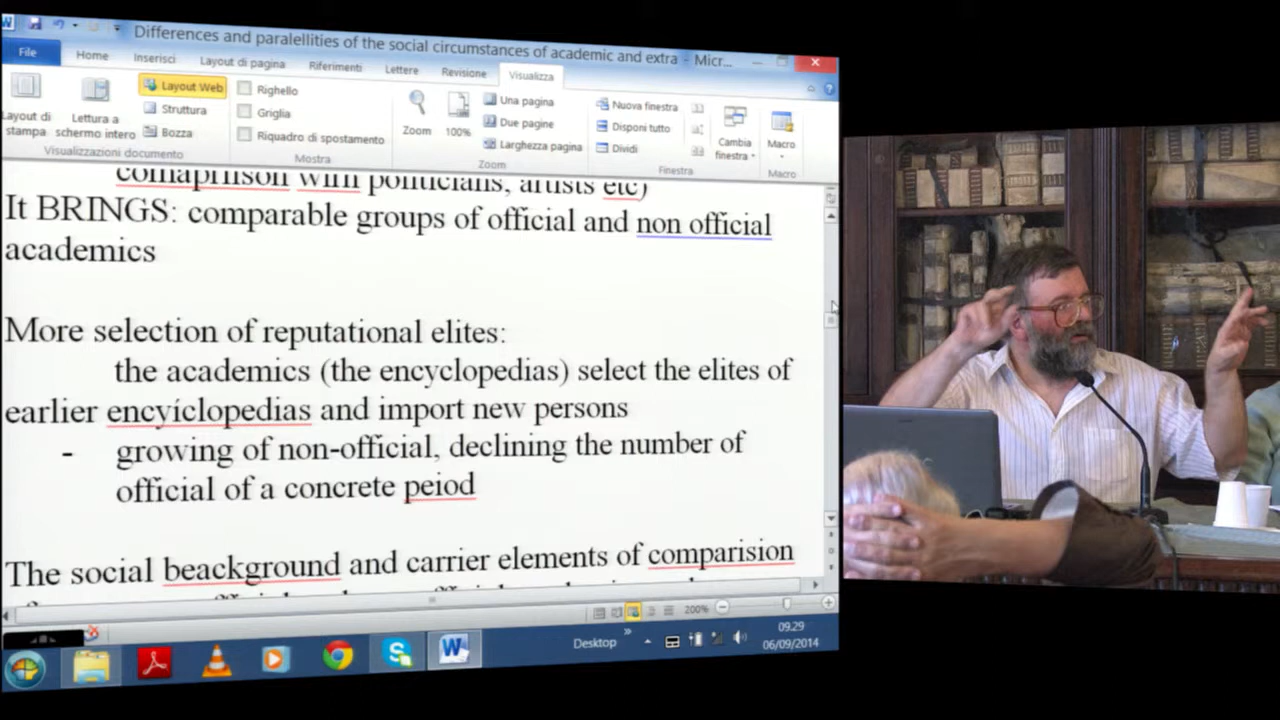 Differences and paralellities of the social circumstances of academic and extra - Micr...
File Home Inserisci Layout di pagina Riferimenti Lettere Revisione Visualizza
Layout di stampa
Lettura a schermo intero
Layout Web
Struttura
Bozza
Visualizzazioni documento
Righello
Griglia
Riquadro di spostamento
Mostra
Zoom
100%
Una pagina
Due pagine
Larghezza pagina
Zoom
Nuova finestra
Disponi tutto
Dividi
Cambia finestra
Finestra
Macro
Macro
politicians, artists etc)
It BRINGS: comparable groups of official and non official
academics
More selection of reputational elites:
the academics (the encyclopedias) select the elites of
earlier encyíclopedias and import new persons
- growing of non-official, declining the number of
official of a concrete peiod
The social beackground and carrier elements of comparision
200%
Desktop
09.29
06/09/2014